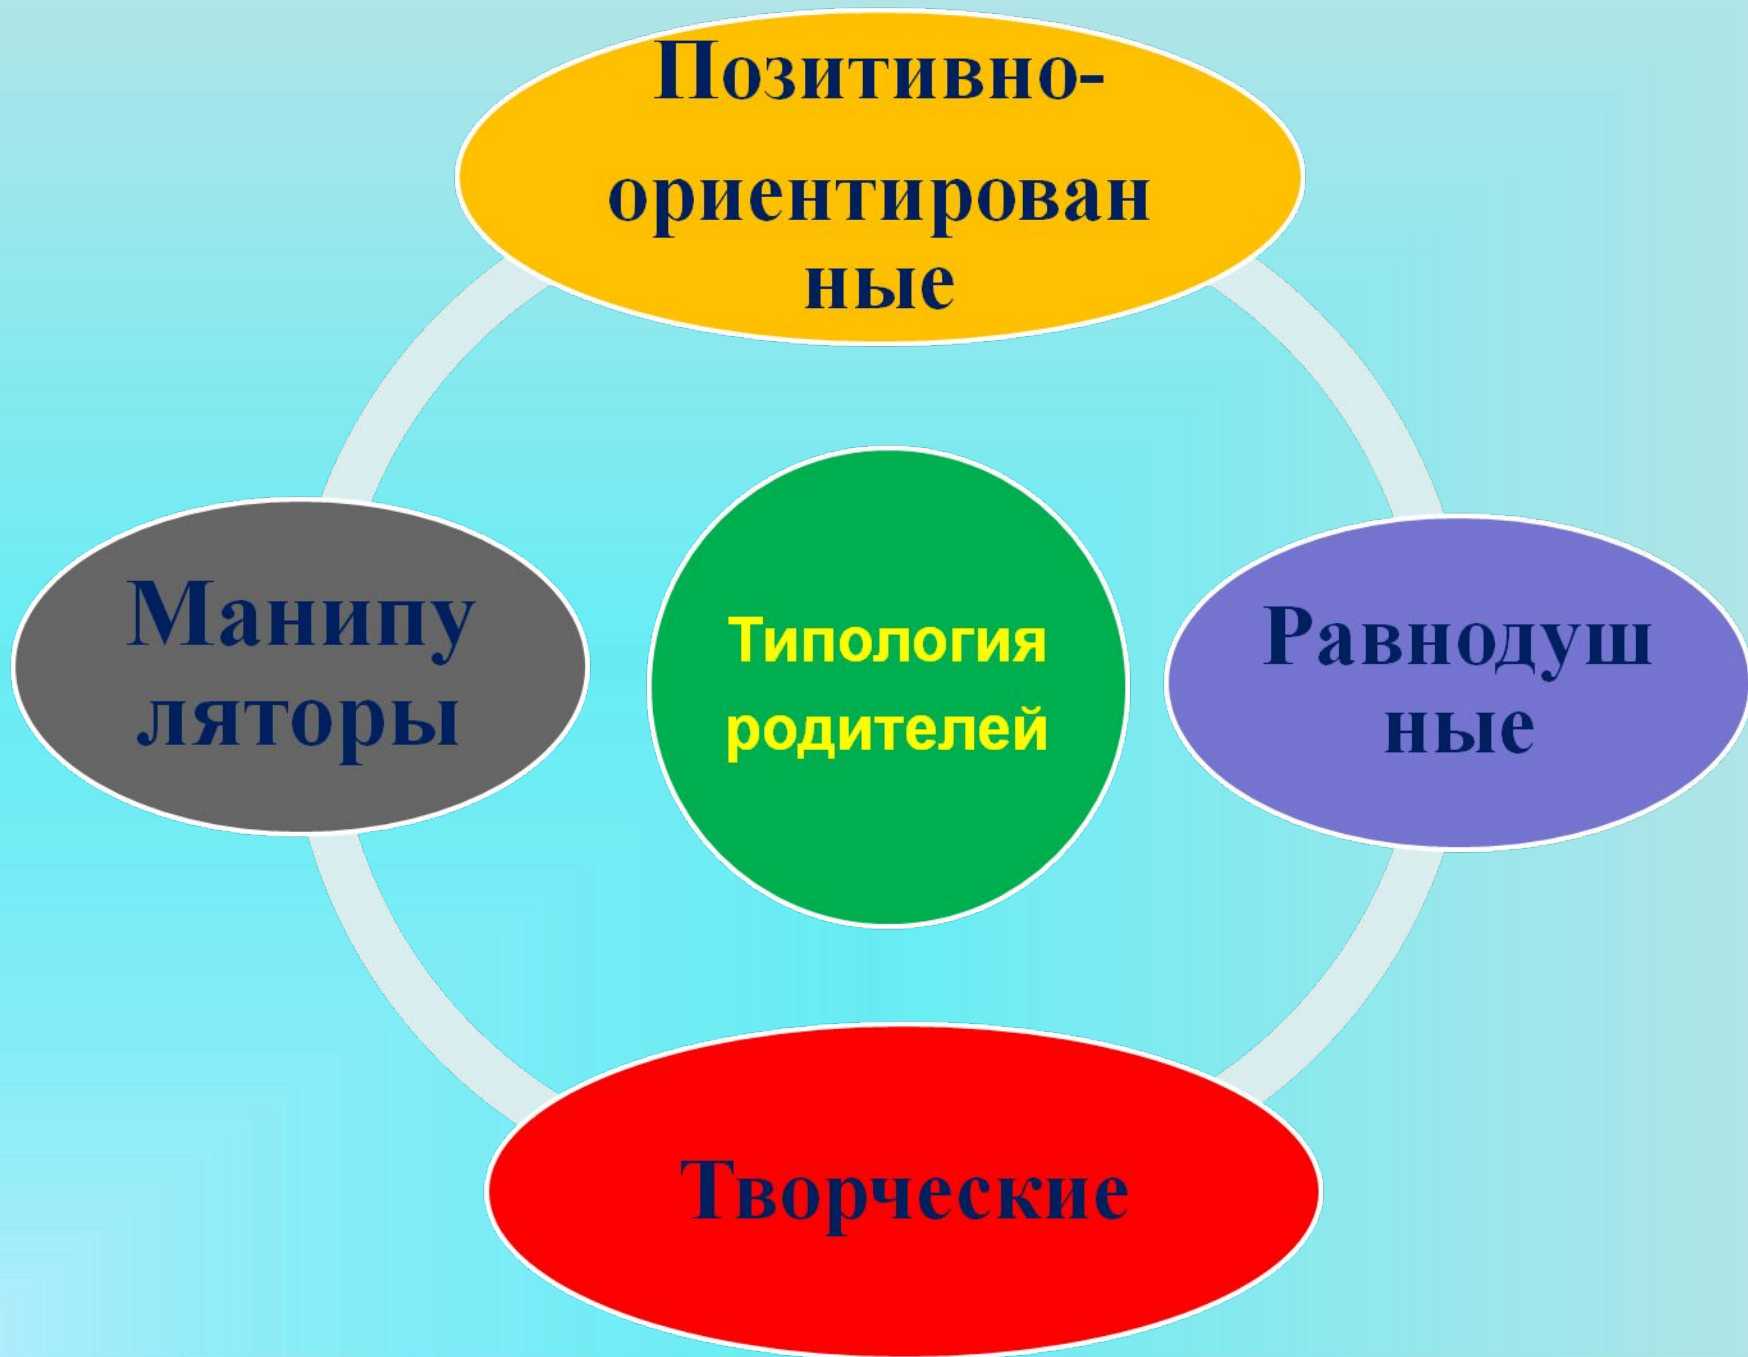 Позитивно-
ориентирован
ные
Манипу
ляторы
Типология
родителей
Равнодуш
ные
Творческие